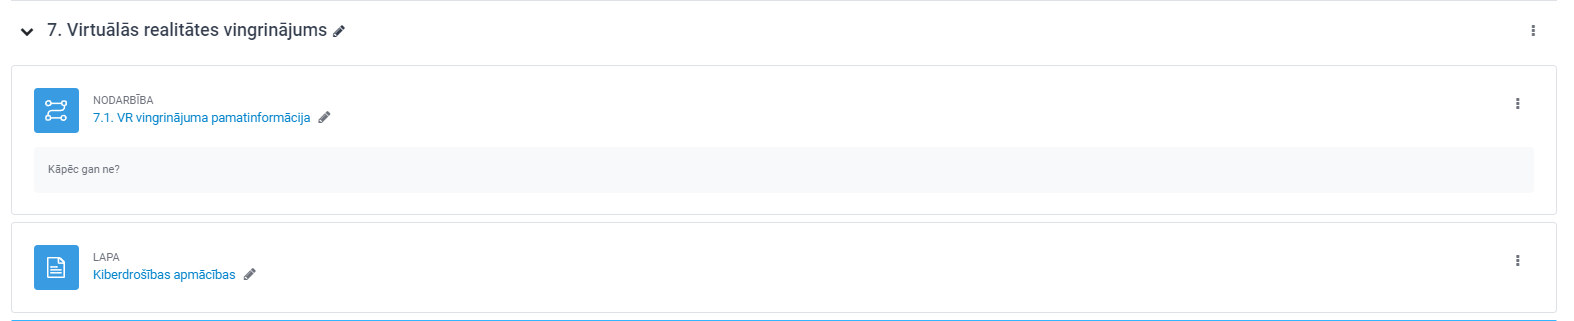 7. Virtuālās realitātes vingrinājums
NODARBĪBA
7.1. VR vingrinājuma pamatinformācija
Kāpēc gan ne?
LAPA
Kiberdrošības apmācības